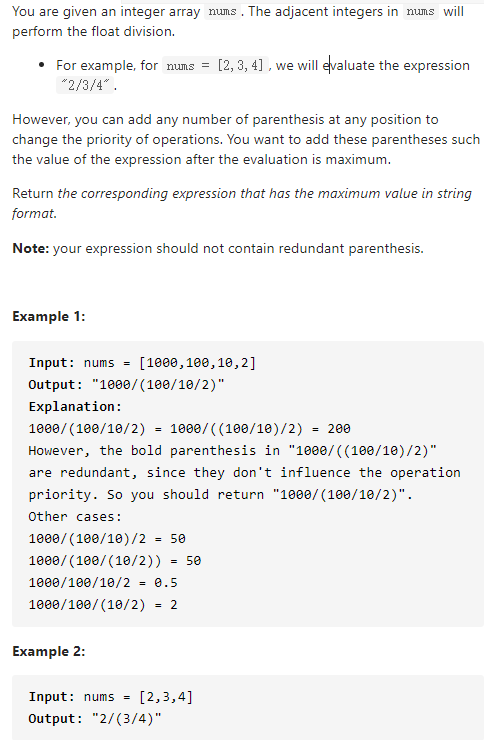 You are given an integer array nums . The adjacent integers in nums will
perform the float division.
• For example, for nums = [2,3,4] , we will evaluate the expression
"2/3/4" .
However, you can add any number of parenthesis at any position to
change the priority of operations. You want to add these parentheses such
the value of the expression after the evaluation is maximum.
Return the corresponding expression that has the maximum value in string
format.
Note: your expression should not contain redundant parenthesis.
Example 1:
Input: nums = [1000,100,10,2]
Output: "1000/(100/10/2)"
Explanation:
1000/(100/10/2) = 1000/((100/10)/2) = 200
However, the bold parenthesis in "1000/((100/10)/2)"
are redundant, since they don't influence the operation
priority. So you should return "1000/(100/10/2)".
Other cases:
1000/(100/10)/2 = 50
1000/(100/(10/2)) = 50
1000/100/10/2 = 0.5
1000/100/(10/2) = 2
Example 2:
Input: nums = [2,3,4]
Output: "2/(3/4)"